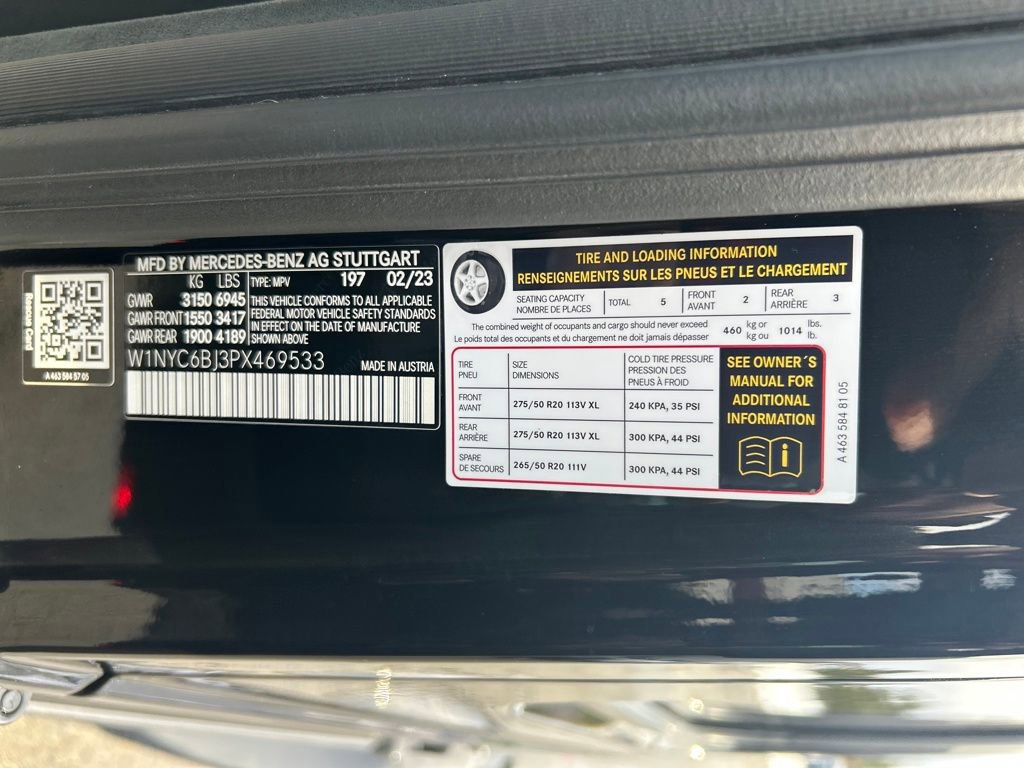 Rescue Card
A 463 584 57 05
MFD BY MERCEDES-BENZ AG STUTTGART
KG LBS TYPE: MPV 197 02/23
GVWR 3150 6945 THIS VEHICLE CONFORMS TO ALL APPLICABLE
GAWR FRONT 1550 3417 FEDERAL MOTOR VEHICLE SAFETY STANDARDS
GAWR REAR 1900 4189 IN EFFECT ON THE DATE OF MANUFACTURE
SHOWN ABOVE
W1NYC6BJ3PX469533 MADE IN AUSTRIA
TIRE AND LOADING INFORMATION
RENSEIGNEMENTS SUR LES PNEUS ET LE CHARGEMENT
SEATING CAPACITY
NOMBRE DE PLACES
TOTAL 5
FRONT
AVANT
2
REAR
ARRIÈRE
3
The combined weight of occupants and cargo should never exceed
Le poids total des occupants et du chargement ne doit jamais dépasser
460 kg or
kg ou
1014 lbs.
lb.
TIRE
PNEU
SIZE
DIMENSIONS
COLD TIRE PRESSURE
PRESSION DES
PNEUS À FROID
FRONT
AVANT
275/50 R20 113V XL
240 KPA, 35 PSI
REAR
ARRIÈRE
275/50 R20 113V XL
300 KPA, 44 PSI
SPARE
DE SECOURS
265/50 R20 111V
300 KPA, 44 PSI
SEE OWNER´S
MANUAL FOR
ADDITIONAL
INFORMATION
i
A 463 584 81 05